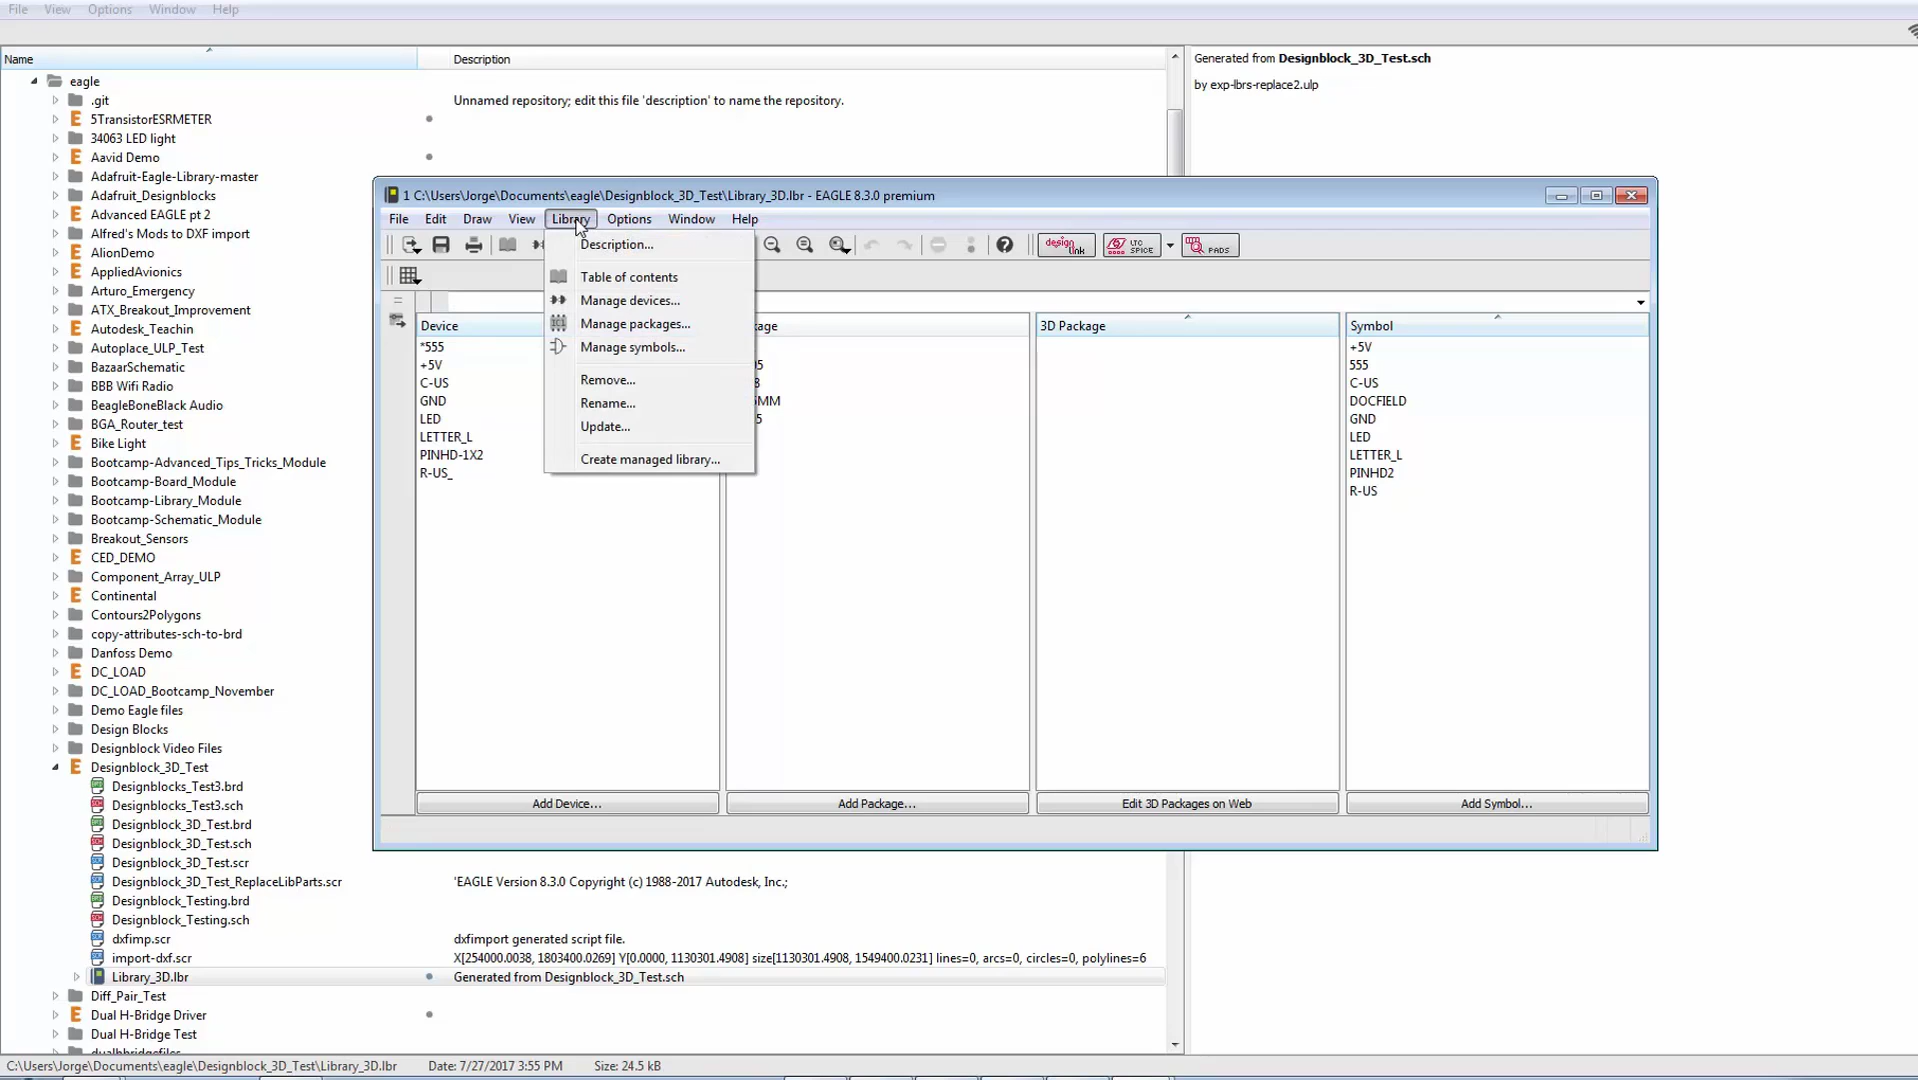 File View Options Window Help
Name Description
eagle
.git Unnamed repository; edit this file 'description' to name the repository.
5TransistorESRMETER
34063 LED light
Aavid Demo
Adafruit-Eagle-Library-master
Adafruit_Designblocks
Advanced EAGLE pt 2
Alfred's Mods to DXF import
AlionDemo
AppliedAvionics
Arturo_Emergency
ATX_Breakout_Improvement
Autodesk_Teachin
Autoplace_ULP_Test
BazaarSchematic
BBB Wifi Radio
BeagleBoneBlack Audio
BGA_Router_test
Bike Light
Bootcamp-Advanced_Tips_Tricks_Module
Bootcamp-Board_Module
Bootcamp-Library_Module
Bootcamp-Schematic_Module
Breakout_Sensors
CED_DEMO
Component_Array_ULP
Continental
Contours2Polygons
copy-attributes-sch-to-brd
Danfoss Demo
DC_LOAD
DC_LOAD_Bootcamp_November
Demo Eagle files
Design Blocks
Designblock Video Files
Designblock_3D_Test
Designblocks_Test3.brd
Designblocks_Test3.sch
Designblock_3D_Test.brd
Designblock_3D_Test.sch
Designblock_3D_Test.scr
Designblock_3D_Test_ReplaceLibParts.scr 'EAGLE Version 8.3.0 Copyright (c) 1988-2017 Autodesk, Inc.;
Designblock_Testing.brd
Designblock_Testing.sch
dxfimp.scr dxfimport generated script file.
import-dxf.scr X[254000.0038, 1803400.0269] Y[0.0000, 1130301.4908] size[1130301.4908, 1549400.0231] lines=0, arcs=0, circles=0, polylines=6
Library_3D.lbr Generated from Designblock_3D_Test.sch
Diff_Pair_Test
Dual H-Bridge Driver
Dual H-Bridge Test
dualhbridgefiles
C:\Users\Jorge\Documents\eagle\Designblock_3D_Test\Library_3D.lbr Date: 7/27/2017 3:55 PM Size: 24.5 kB
Generated from Designblock_3D_Test.sch
by exp-lbrs-replace2.ulp
1 C:\Users\Jorge\Documents\eagle\Designblock_3D_Test\Library_3D.lbr - EAGLE 8.3.0 premium
File Edit Draw View Library Options Window Help
design link LTC SPICE PADS
Description...
Table of contents
Manage devices...
Manage packages...
Manage symbols...
Remove...
Rename...
Update...
Create managed library...
Device
*555
+5V
C-US
GND
LED
LETTER_L
PINHD-1X2
R-US_
Add Device...
Add Package...
3D Package
Edit 3D Packages on Web
Symbol
+5V
555
C-US
DOCFIELD
GND
LED
LETTER_L
PINHD2
R-US
Add Symbol...